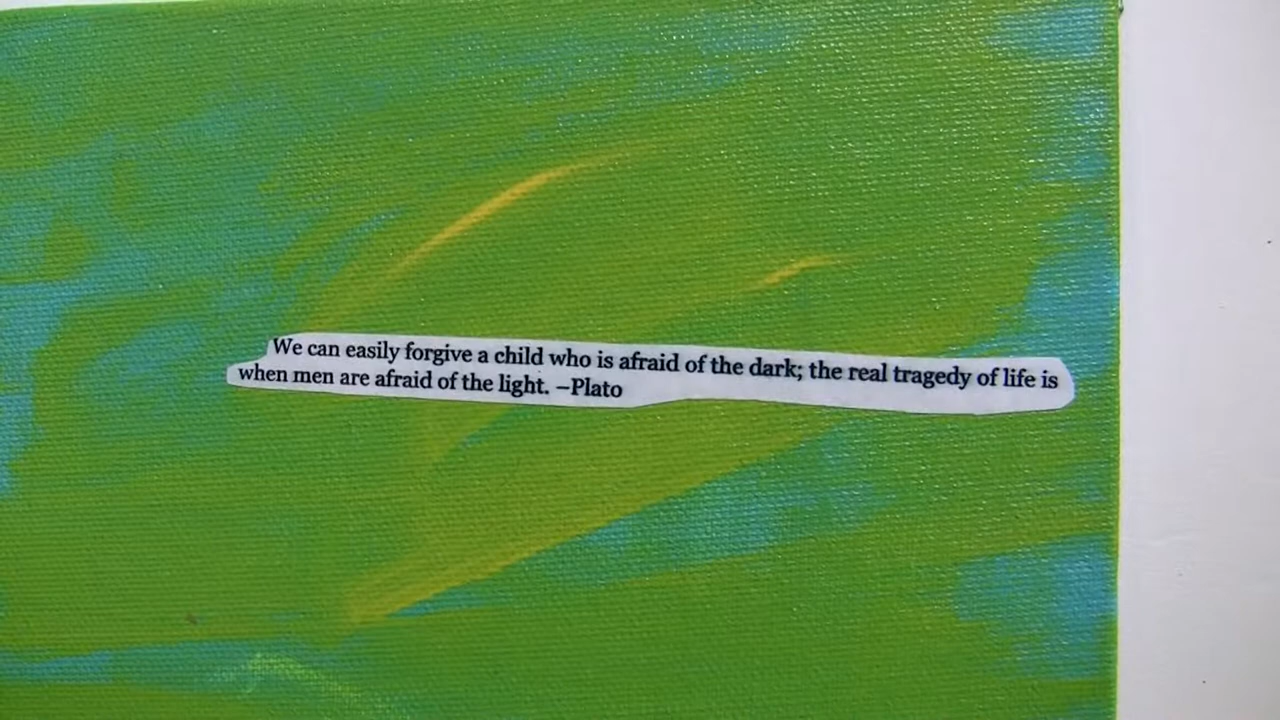 We can easily forgive a child who is afraid of the dark; the real tragedy of life is
when men are afraid of the light. –Plato